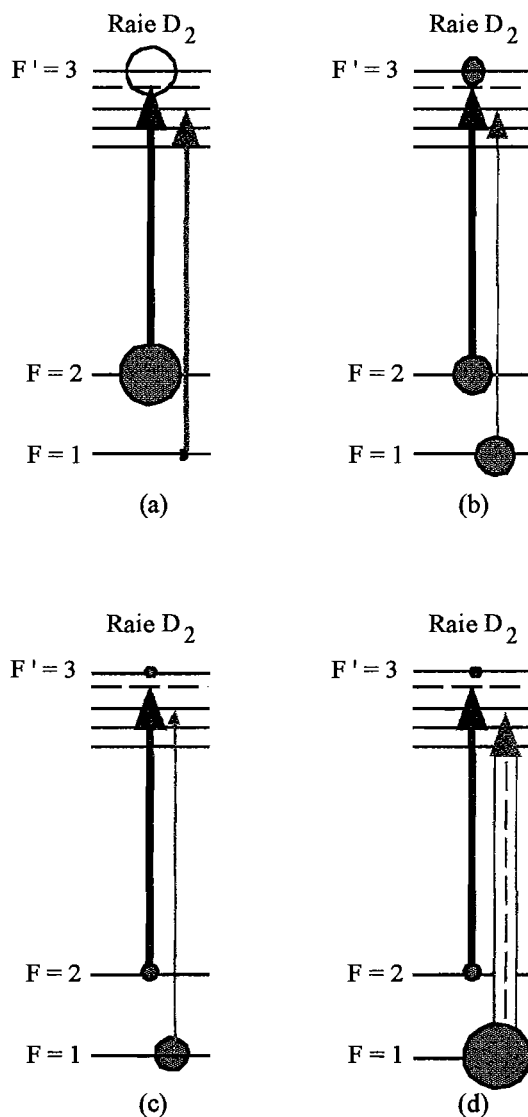 Raie D2
F' = 3
F = 2
F = 1
(a)
Raie D2
F' = 3
F = 2
F = 1
(b)
Raie D2
F' = 3
F = 2
F = 1
(c)
Raie D2
F' = 3
F = 2
F = 1
(d)